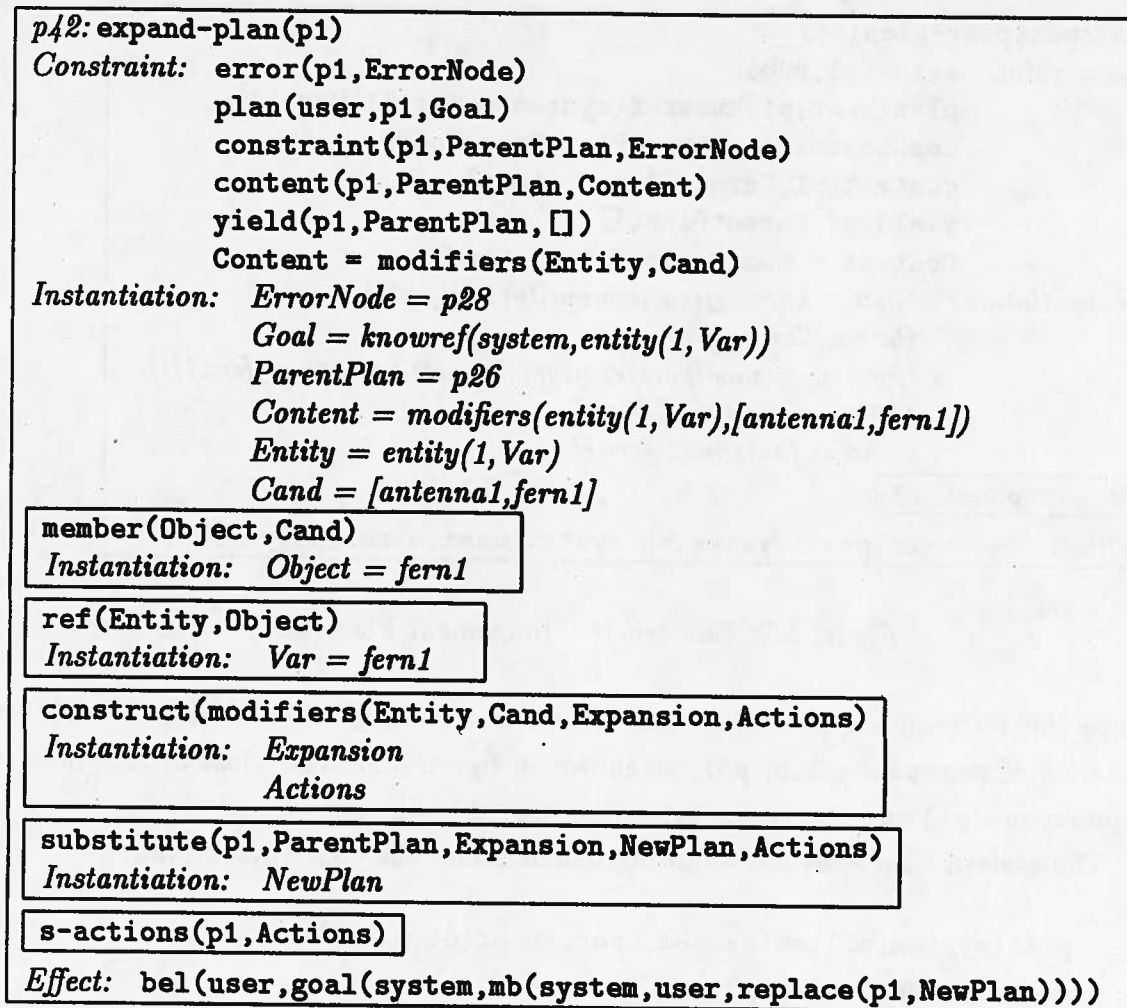 p42: expand-plan(p1)
Constraint: error(p1,ErrorNode)
plan(user,p1,Goal)
constraint(p1,ParentPlan,ErrorNode)
content(p1,ParentPlan,Content)
yield(p1,ParentPlan,[])
Content = modifiers(Entity,Cand)
Instantiation: ErrorNode = p28
Goal = knowref(system,entity(1,Var))
ParentPlan = p26
Content = modifiers(entity(1,Var),[antenna1,fern1])
Entity = entity(1,Var)
Cand = [antenna1,fern1]
member(Object,Cand)
Instantiation: Object = fern1
ref(Entity,Object)
Instantiation: Var = fern1
construct(modifiers(Entity,Cand,Expansion,Actions)
Instantiation: Expansion
Actions
substitute(p1,ParentPlan,Expansion,NewPlan,Actions)
Instantiation: NewPlan
s-actions(p1,Actions)
Effect: bel(user,goal(system,mb(system,user,replace(p1,NewPlan))))